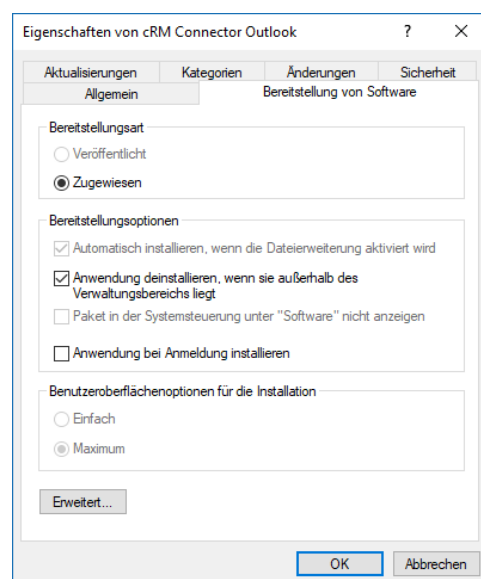 Eigenschaften von cRM Connector Outlook ? ×
Aktualisierungen Kategorien Änderungen Sicherheit
Allgemein Bereitstellung von Software
Bereitstellungsart
Veröffentlicht
Zugewiesen
Bereitstellungsoptionen
Automatisch installieren, wenn die Dateierweiterung aktiviert wird
Anwendung deinstallieren, wenn sie außerhalb des
Verwaltungsbereichs liegt
Paket in der Systemsteuerung unter "Software" nicht anzeigen
Anwendung bei Anmeldung installieren
Benutzeroberflächenoptionen für die Installation
Einfach
Maximum
Erweitert...
OK Abbrechen